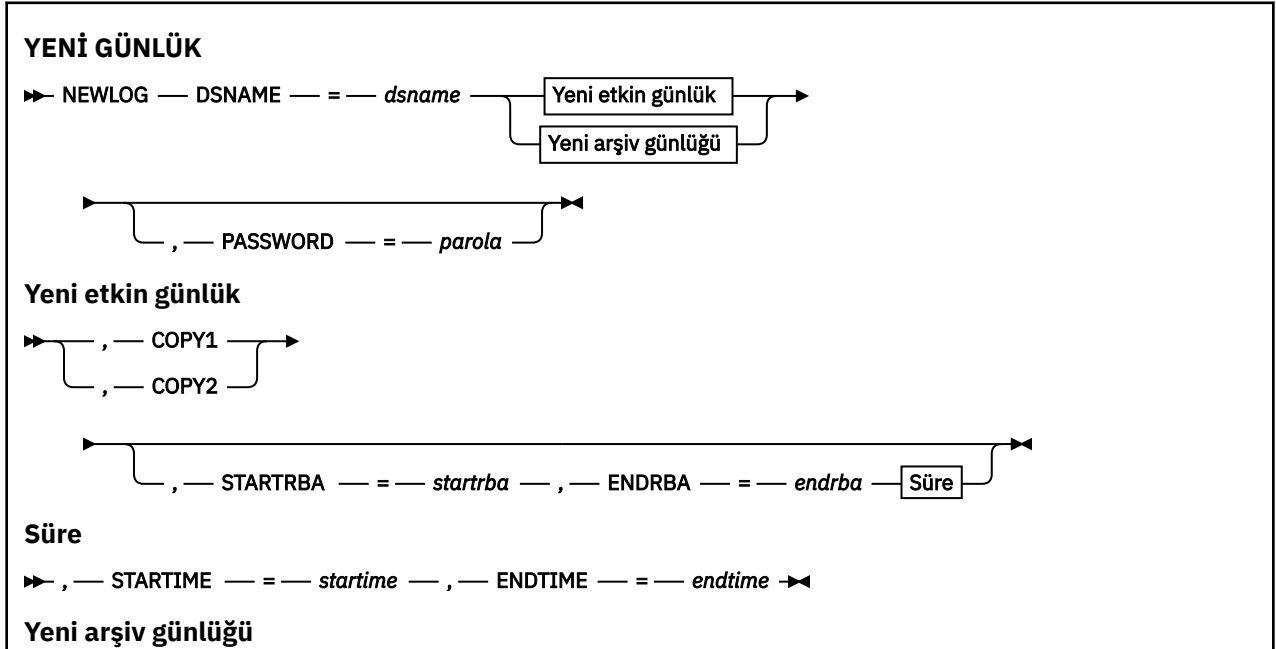 YENİ GÜNLÜK
NEWLOG DSNAME = dsname Yeni etkin günlük
Yeni arşiv günlüğü
, PASSWORD = parola
Yeni etkin günlük
, COPY1
, COPY2
, STARTRBA = startrba , ENDRBA = endrba Süre
Süre
, STARTIME = startime , ENDTIME = endtime
Yeni arşiv günlüğü